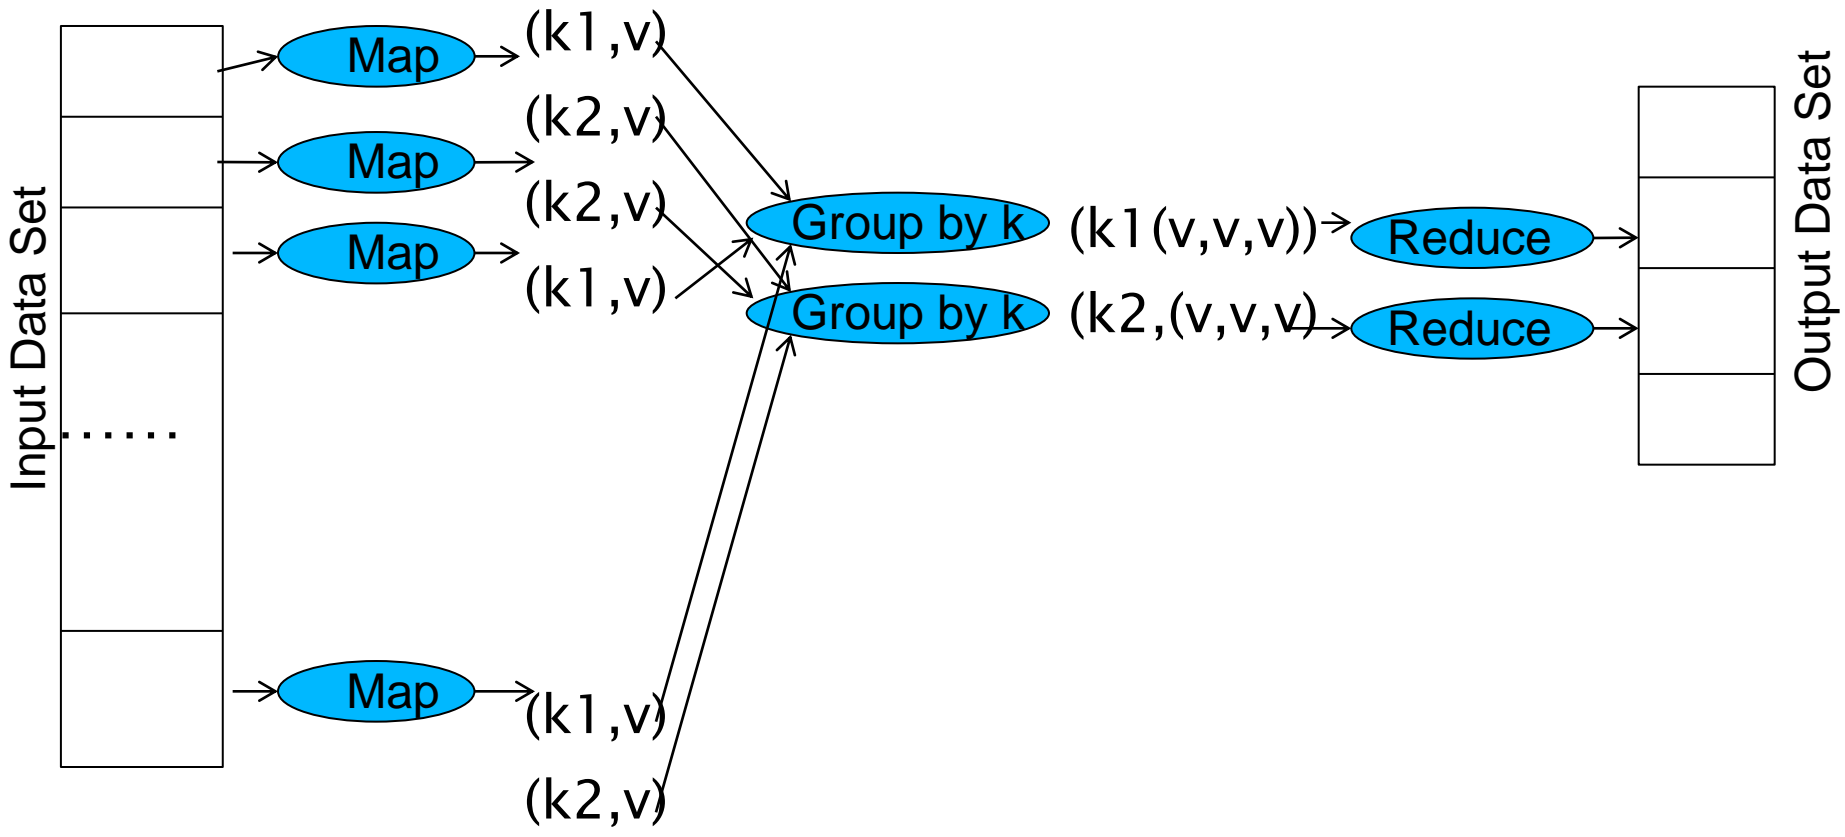 Input Data Set
......
Map
Map
Map
Map
(k1,v)
(k2,v)
(k2,v)
(k1,v)
(k1,v)
(k2,v)
Group by k
Group by k
(k1(v,v,v))
(k2,(v,v,v)
Reduce
Reduce
Output Data Set